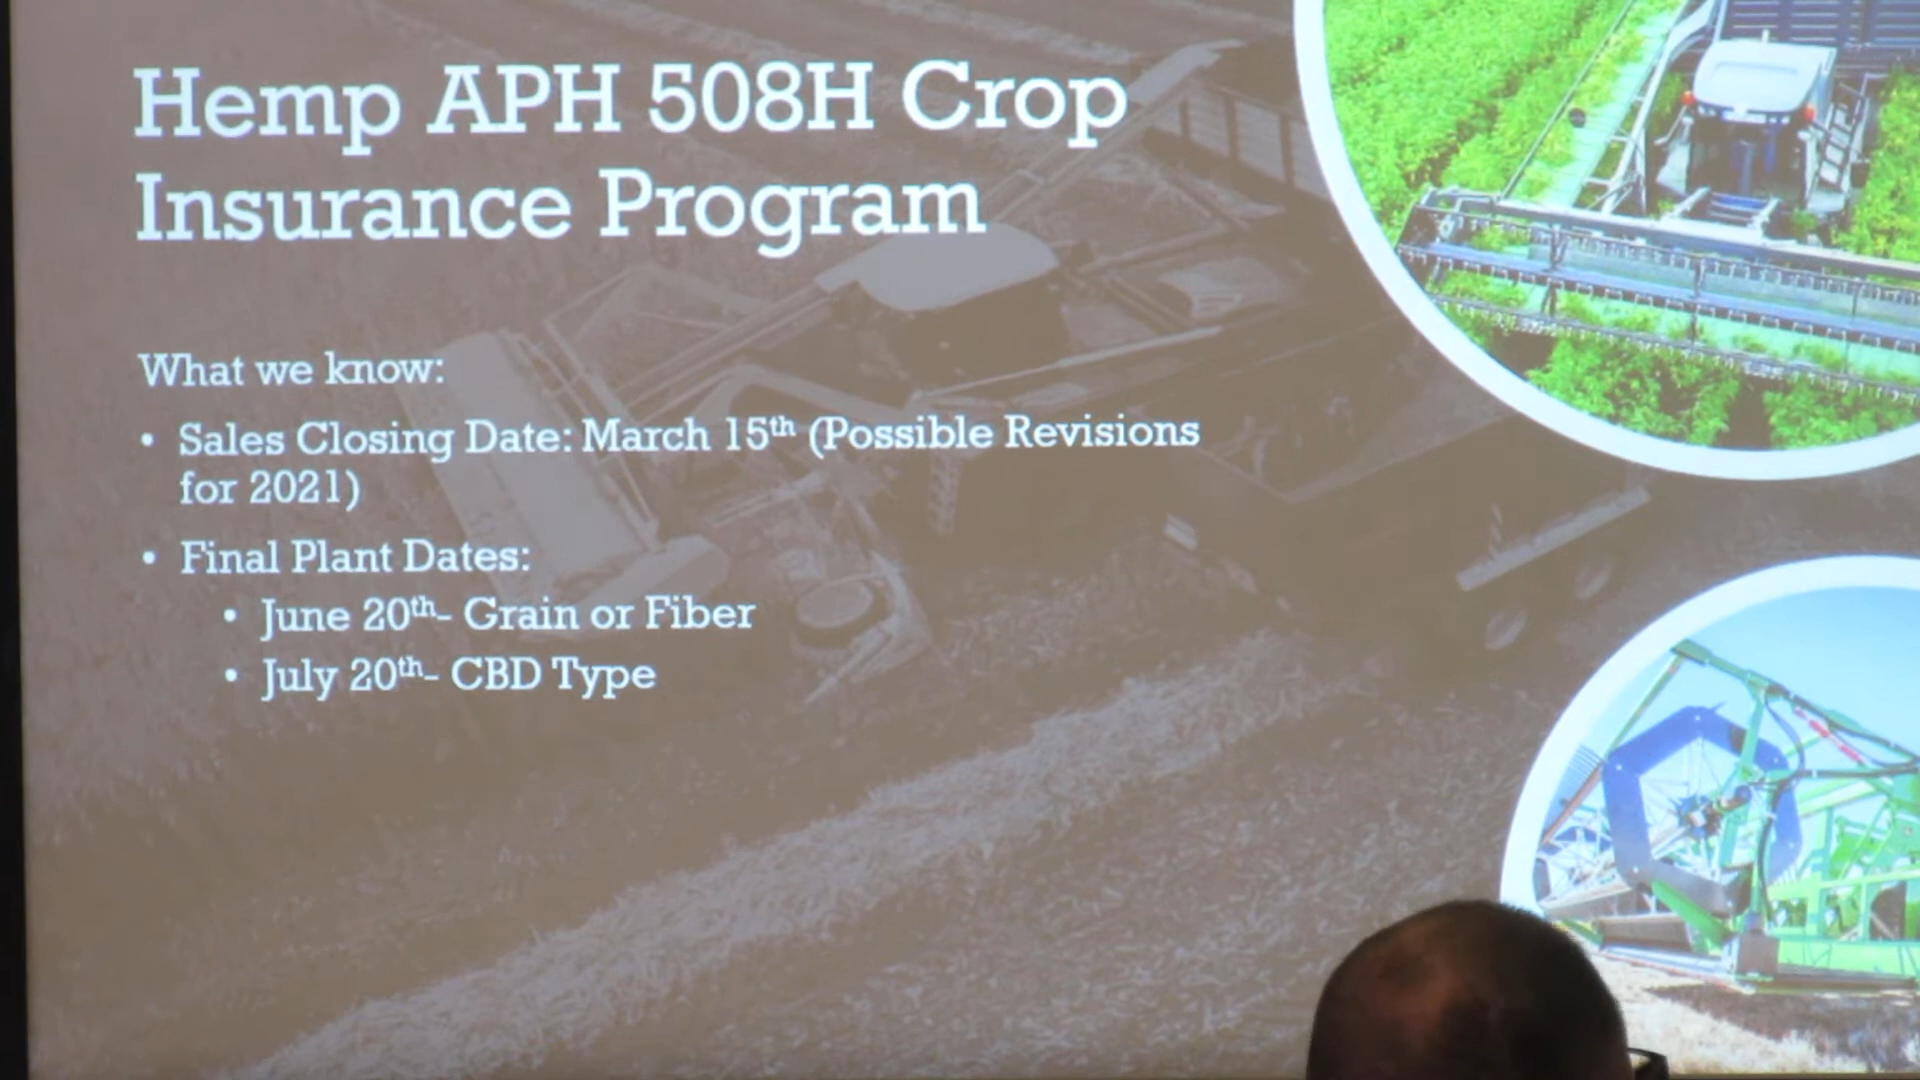 Hemp APH 508H Crop
Insurance Program
What we know:
• Sales Closing Date: March 15th (Possible Revisions
for 2021)
• Final Plant Dates:
• June 20th- Grain or Fiber
• July 20th- CBD Type